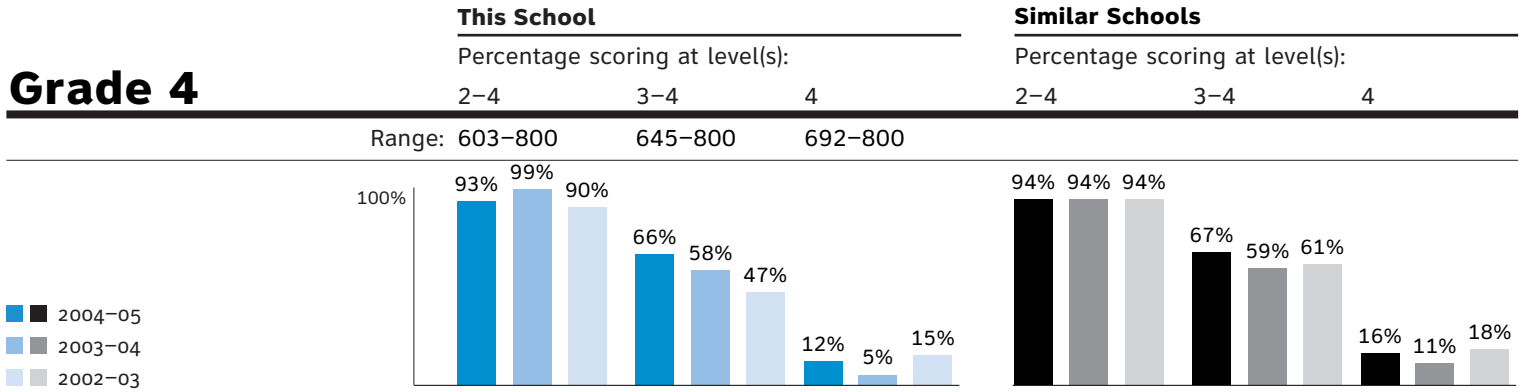 This School Similar Schools
Percentage scoring at level(s): Percentage scoring at level(s):
Grade 4 2–4 3–4 4 2–4 3–4 4
Range: 603–800 645–800 692–800
100% 93% 99% 90% 66% 58% 47% 12% 5% 15% 94% 94% 94% 67% 59% 61% 16% 11% 18%
2004–05
2003–04
2002–03